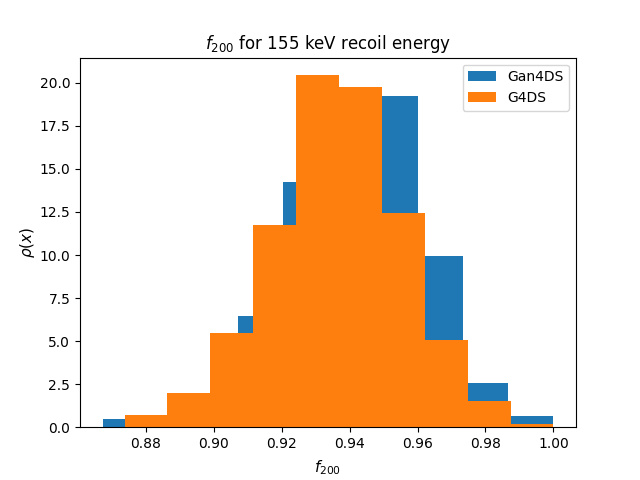 f₂₀₀ for 155 keV recoil energy
Gan4DS
G4DS
ρ(x)
20.0
17.5
15.0
12.5
10.0
7.5
5.0
2.5
0.0
0.88 0.90 0.92 0.94 0.96 0.98 1.00
f₂₀₀